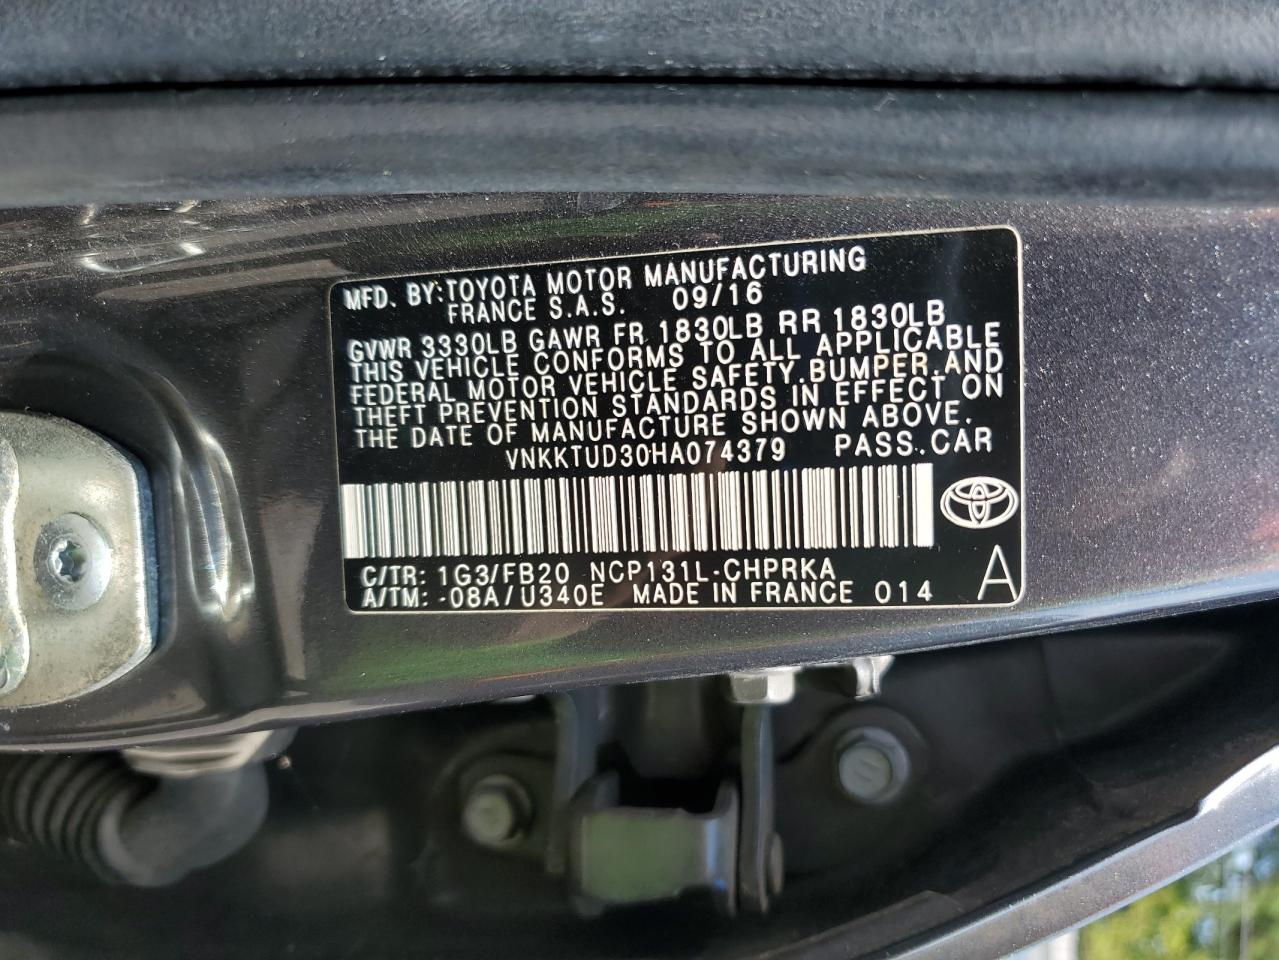 MFD. BY: TOYOTA MOTOR MANUFACTURING
FRANCE S.A.S. 09/16
GVWR 3330LB GAWR FR 1830LB RR 1830LB
THIS VEHICLE CONFORMS TO ALL APPLICABLE
FEDERAL MOTOR VEHICLE SAFETY, BUMPER, AND
THEFT PREVENTION STANDARDS IN EFFECT ON
THE DATE OF MANUFACTURE SHOWN ABOVE.
VNKKTUD30HA074379 PASS. CAR
C/TR: 1G3/FB20 NCP131L-CHPRKA
A/TM: -08A/U340E MADE IN FRANCE 014
A